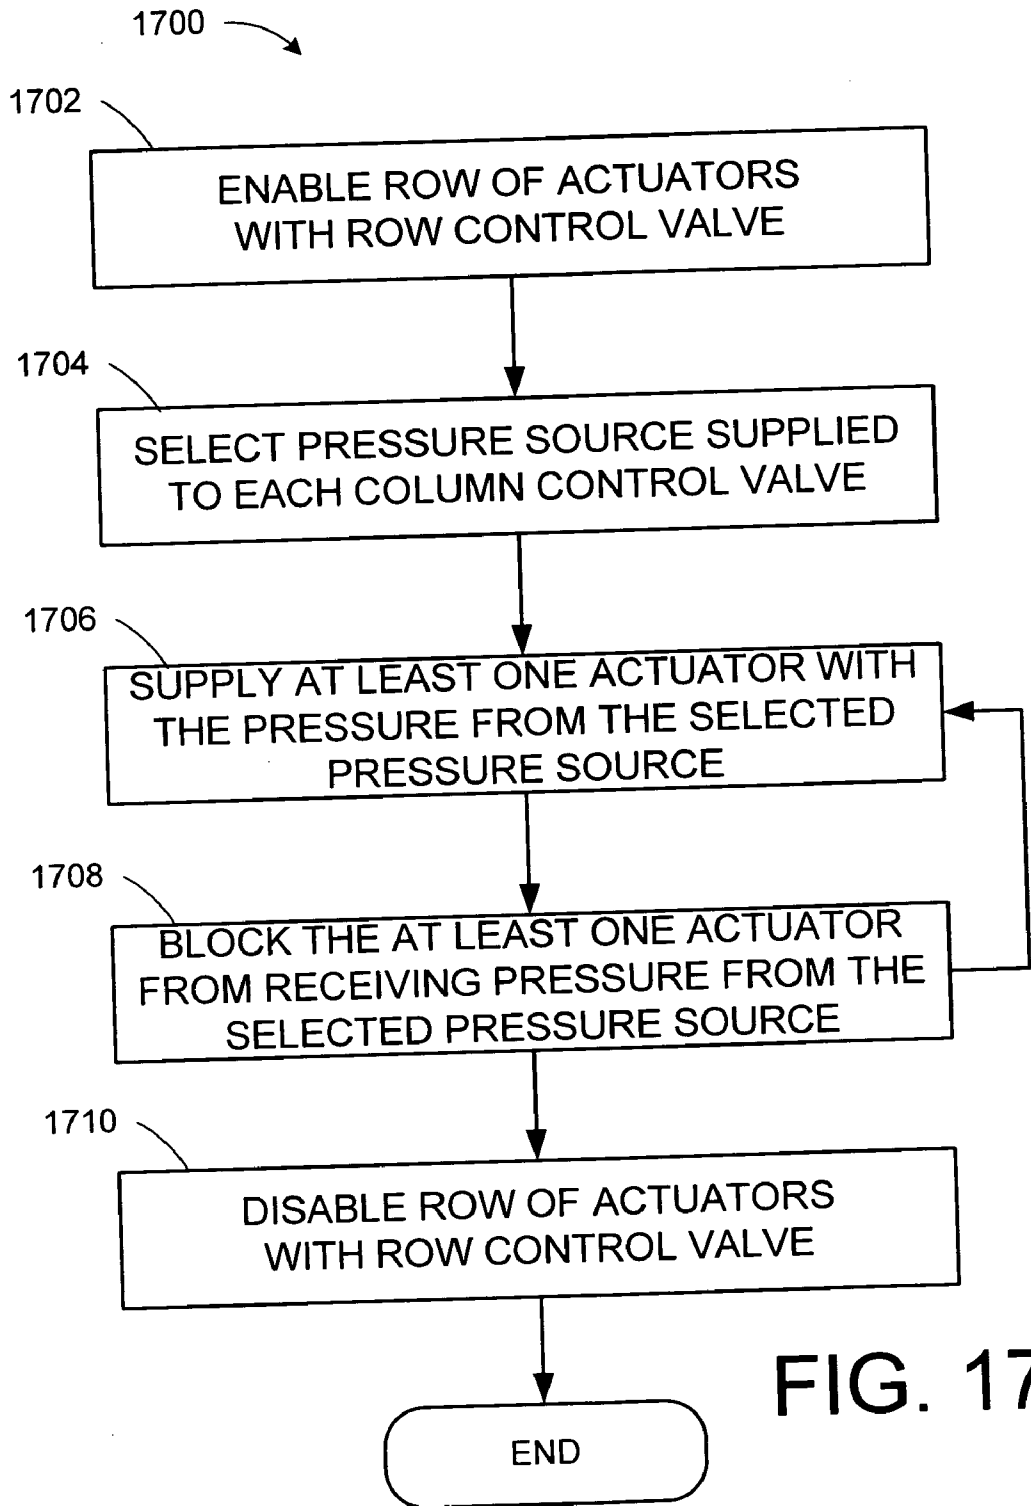 1700
1702
ENABLE ROW OF ACTUATORS
WITH ROW CONTROL VALVE
1704
SELECT PRESSURE SOURCE SUPPLIED
TO EACH COLUMN CONTROL VALVE
1706
SUPPLY AT LEAST ONE ACTUATOR WITH
THE PRESSURE FROM THE SELECTED
PRESSURE SOURCE
1708
BLOCK THE AT LEAST ONE ACTUATOR
FROM RECEIVING PRESSURE FROM THE
SELECTED PRESSURE SOURCE
1710
DISABLE ROW OF ACTUATORS
WITH ROW CONTROL VALVE
END
FIG. 17